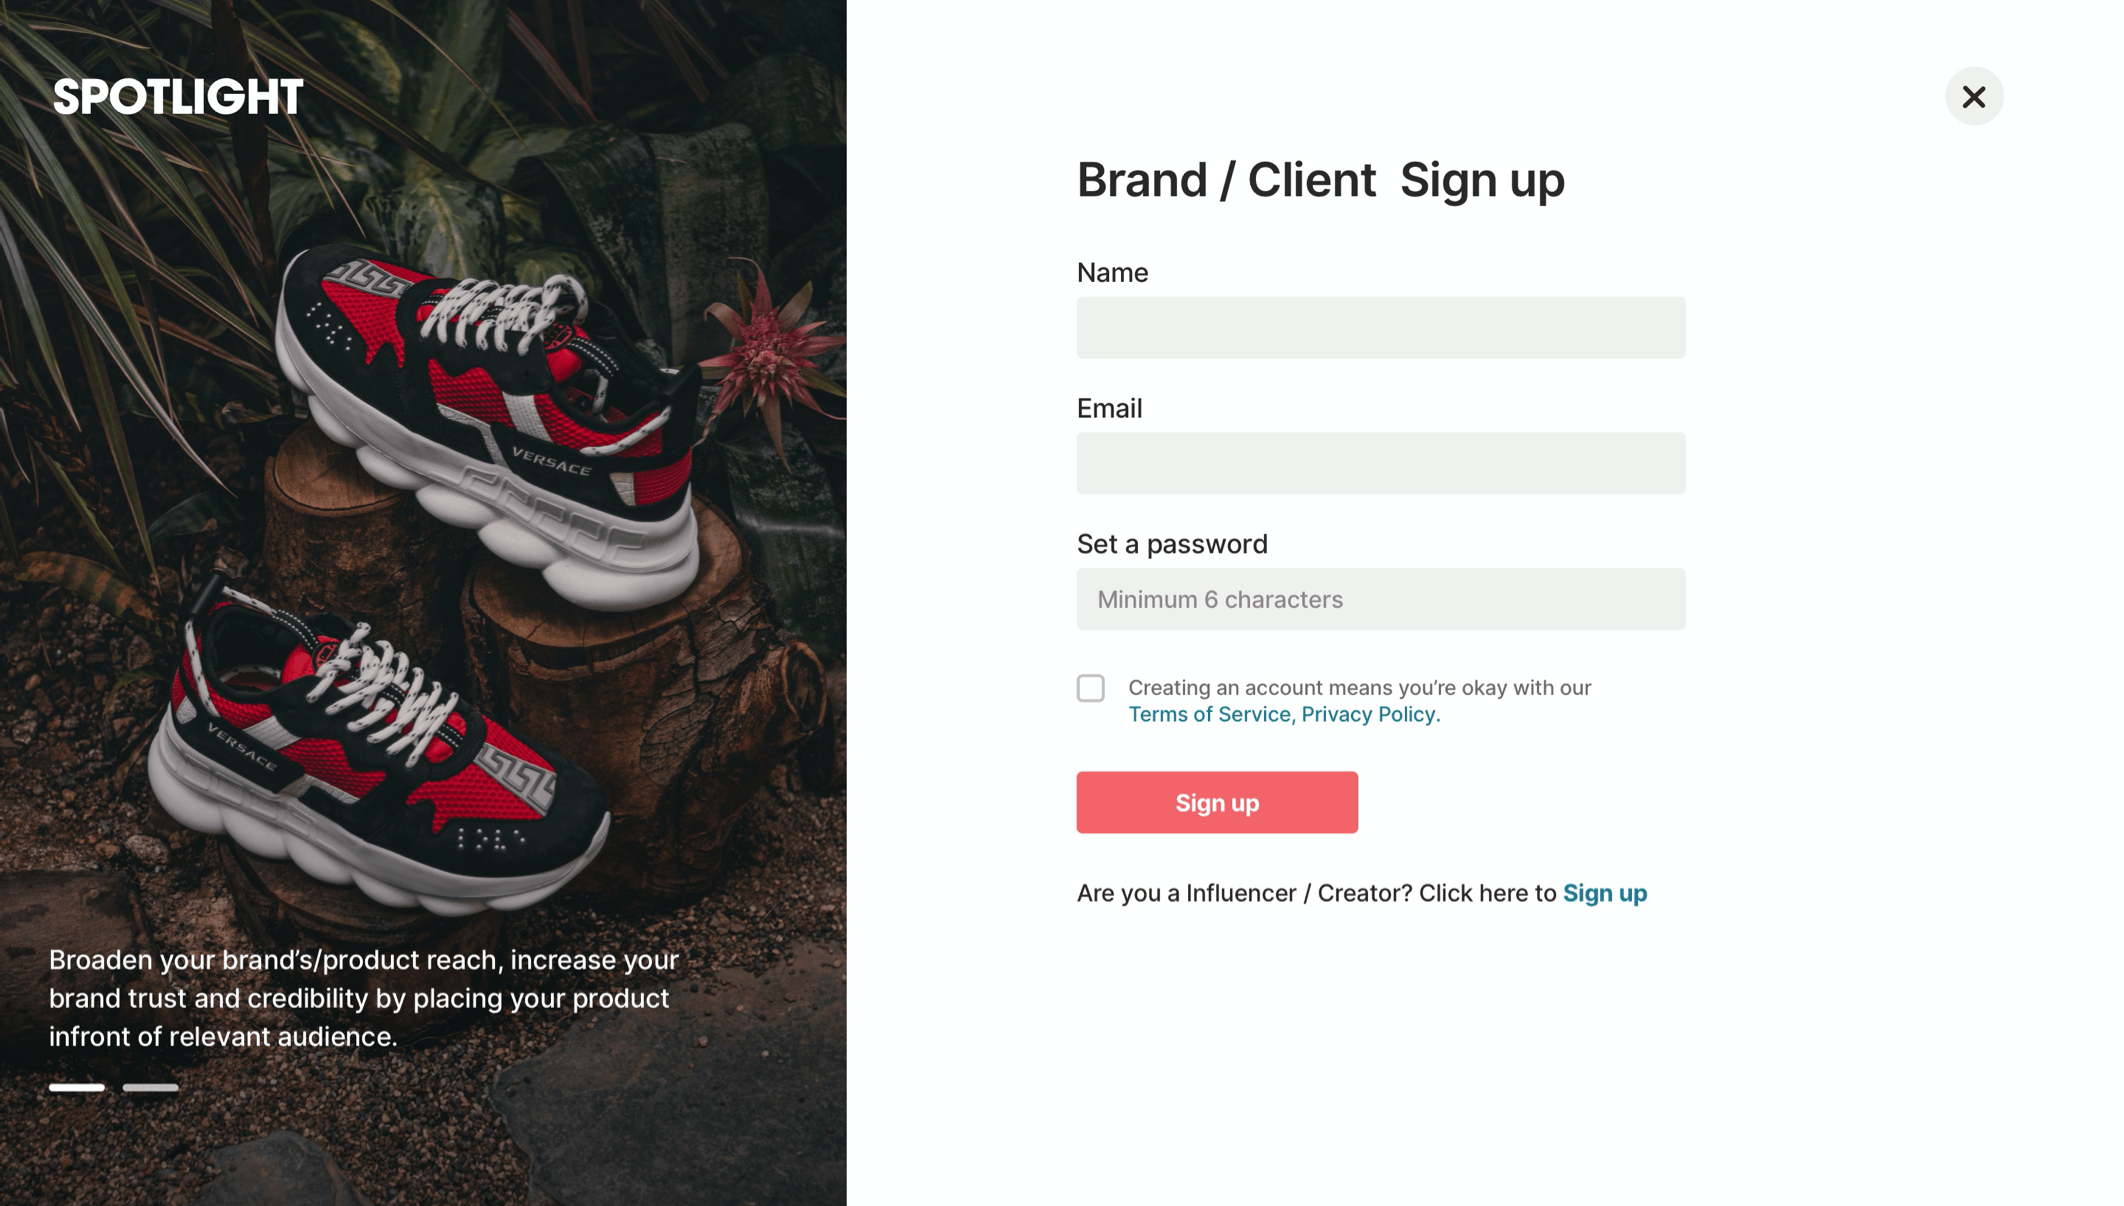 SPOTLIGHT
VERSACE
VERSACE
Broaden your brand's/product reach, increase your
brand trust and credibility by placing your product
infront of relevant audience.
Brand / Client  Sign up
Name
Email
Set a password
Minimum 6 characters
Creating an account means you’re okay with our
Terms of Service, Privacy Policy.
Sign up
Are you a Influencer / Creator? Click here to Sign up